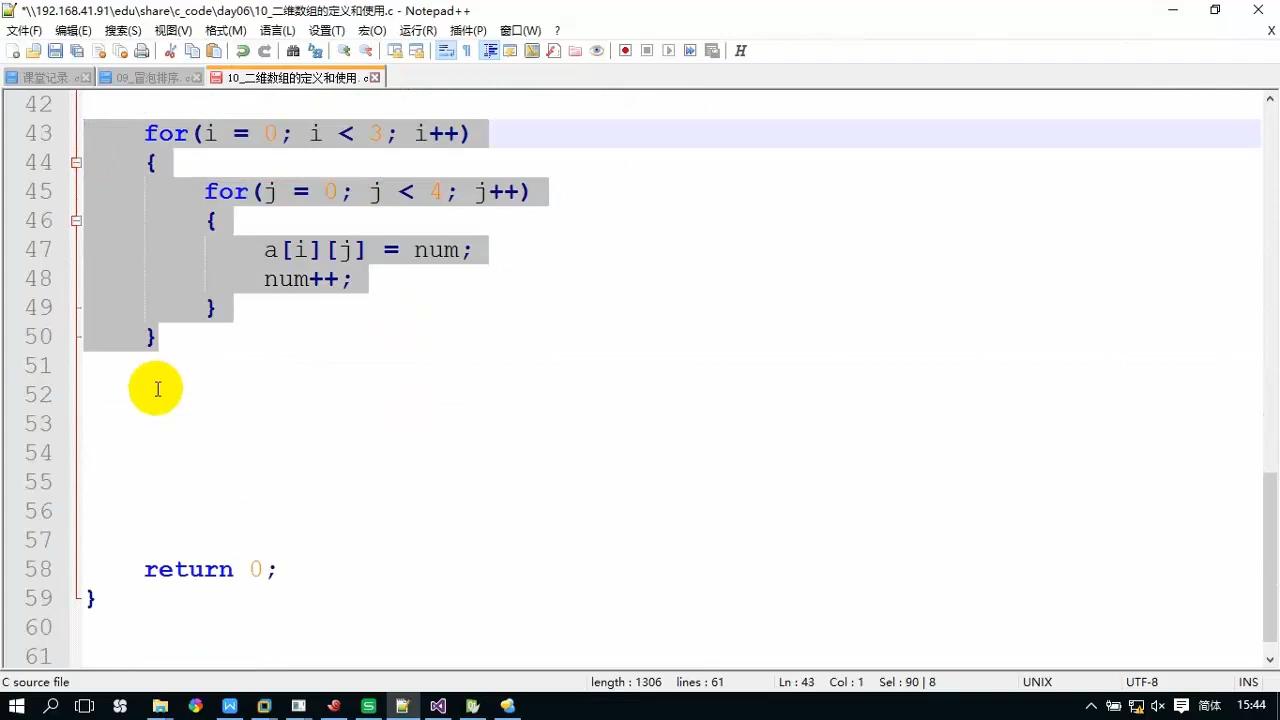 *\\192.168.41.91\edu\share\c_code\day06\10_二维数组的定义和使用.c - Notepad++
文件(F) 编辑(E) 搜索(S) 视图(V) 格式(M) 语言(L) 设置(T) 宏(O) 运行(R) 插件(P) 窗口(W) ? X
课堂记录 09_冒泡排序.c 10_二维数组的定义和使用.c
42
43 for(i = 0; i < 3; i++)
44 {
45 for(j = 0; j < 4; j++)
46 {
47 a[i][j] = num;
48 num++;
49 }
50 }
51
52
53
54
55
56
57
58 return 0;
59 }
60
61
C source file length : 1306 lines : 61 Ln : 43 Col : 1 Sel : 90 | 8 UNIX UTF-8 INS
简体 15:44